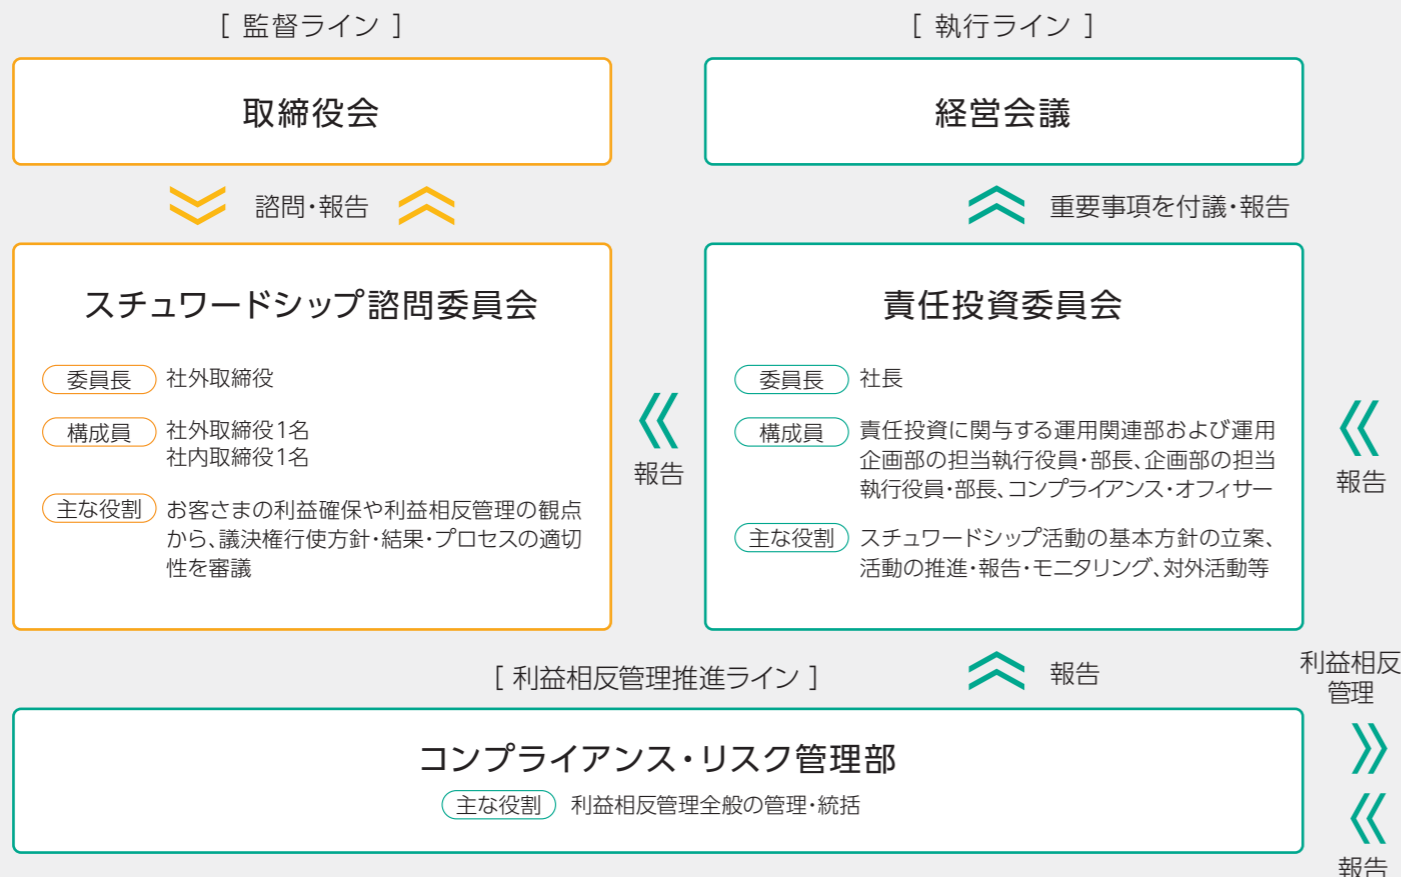 [ 監督ライン ]
取締役会
諮問・報告
スチュワードシップ諮問委員会
委員長 社外取締役
構成員 社外取締役1名
社内取締役1名
主な役割 お客さまの利益確保や利益相反管理の観点
から、議決権行使方針・結果・プロセスの適切
性を審議
報告
[ 執行ライン ]
経営会議
重要事項を付議・報告
責任投資委員会
委員長 社長
構成員 責任投資に関与する運用関連部および運用
企画部の担当執行役員・部長、企画部の担当
執行役員・部長、コンプライアンス・オフィサー
主な役割 スチュワードシップ活動の基本方針の立案、
活動の推進・報告・モニタリング、対外活動等
報告
[ 利益相反管理推進ライン ]
報告
利益相反
管理
コンプライアンス・リスク管理部
主な役割 利益相反管理全般の管理・統括
報告